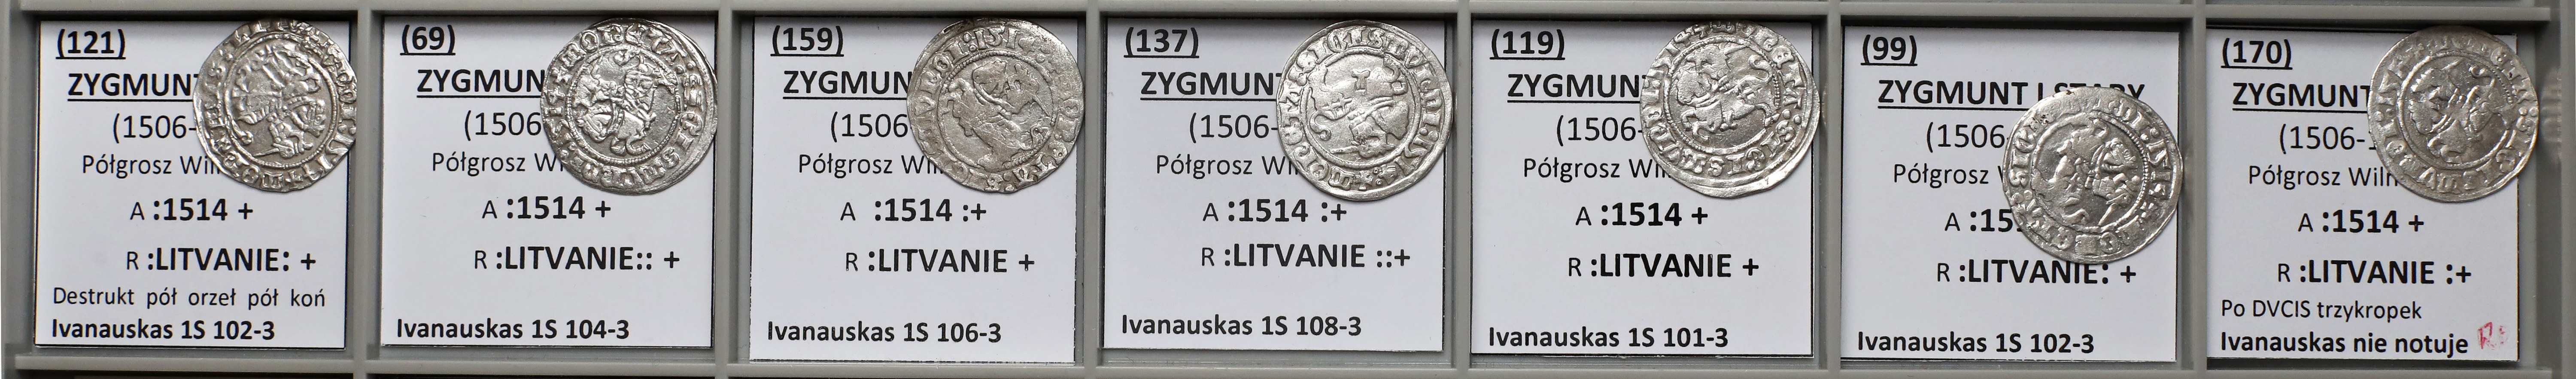 (121)
ZYGMUNT
(1506-
Półgrosz Wil
A :1514 +
R :LITVANIE: +
Destrukt pół orzeł pół koń
Ivanauskas 1S 102-3
(69)
ZYGMUN
(1506
Półgrosz W
A :1514 +
R :LITVANIE:: +
Ivanauskas 1S 104-3
(159)
ZYGMUN
(1506
Półgrosz Wi
A :1514 :+
R :LITVANIE +
Ivanauskas 1S 106-3
(137)
ZYGMUNT
(1506-
Półgrosz Wi
A :1514 :+
R :LITVANIE ::+
Ivanauskas 1S 108-3
(119)
ZYGMUN
(1506-
Półgrosz Wi
A :1514 +
R :LITVANIE +
Ivanauskas 1S 101-3
(99)
ZYGMUNT I STARY
(1506
Półgrosz
A :15
R :LITVANIE: +
Ivanauskas 1S 102-3
(170)
ZYGMUNT
(1506-
Półgrosz Wiln
A :1514 +
R :LITVANIE :+
Po DVCIS trzykropek
Ivanauskas nie notuje